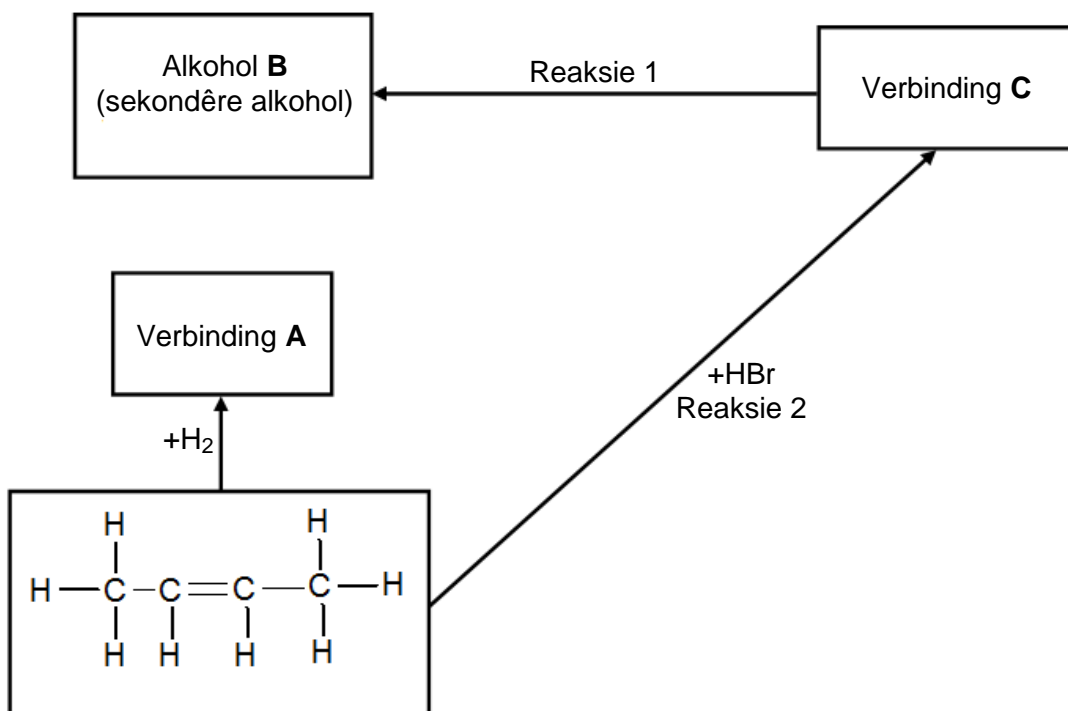 Alkohol B
(sekondêre alkohol)
Reaksie 1
Verbinding C
Verbinding A
+HBr
Reaksie 2
+H₂
H H
H C C C C H
H H H H